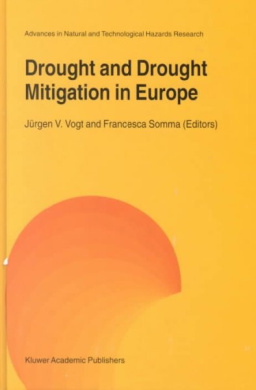 Advances in Natural and Technological Hazards Research
Drought and Drought
Mitigation in Europe
Jürgen V. Vogt and Francesca Somma (Editors)
Kluwer Academic Publishers